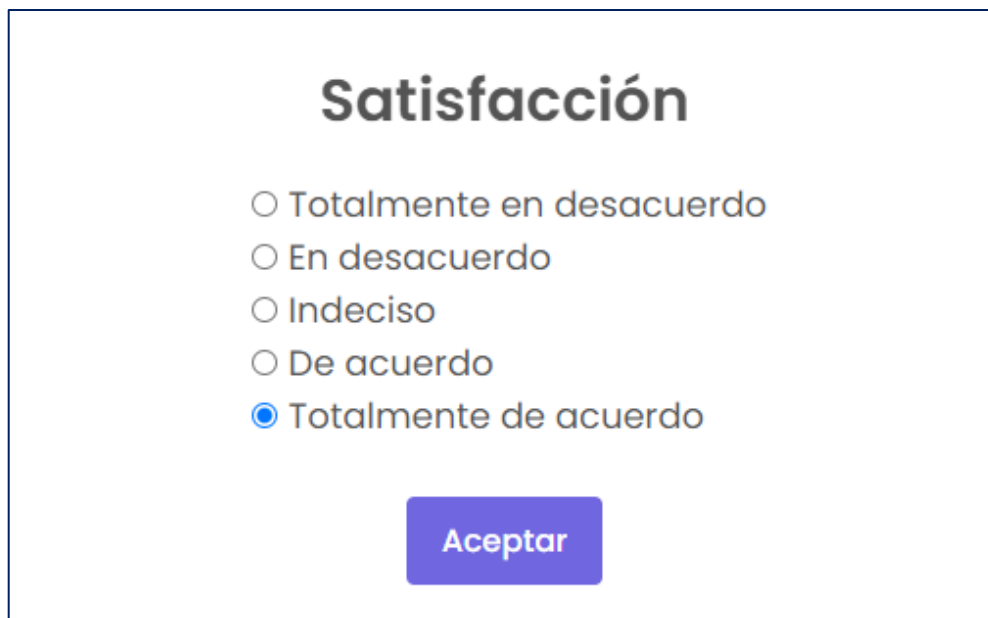 Satisfacción
Totalmente en desacuerdo
En desacuerdo
Indeciso
De acuerdo
Totalmente de acuerdo
Aceptar